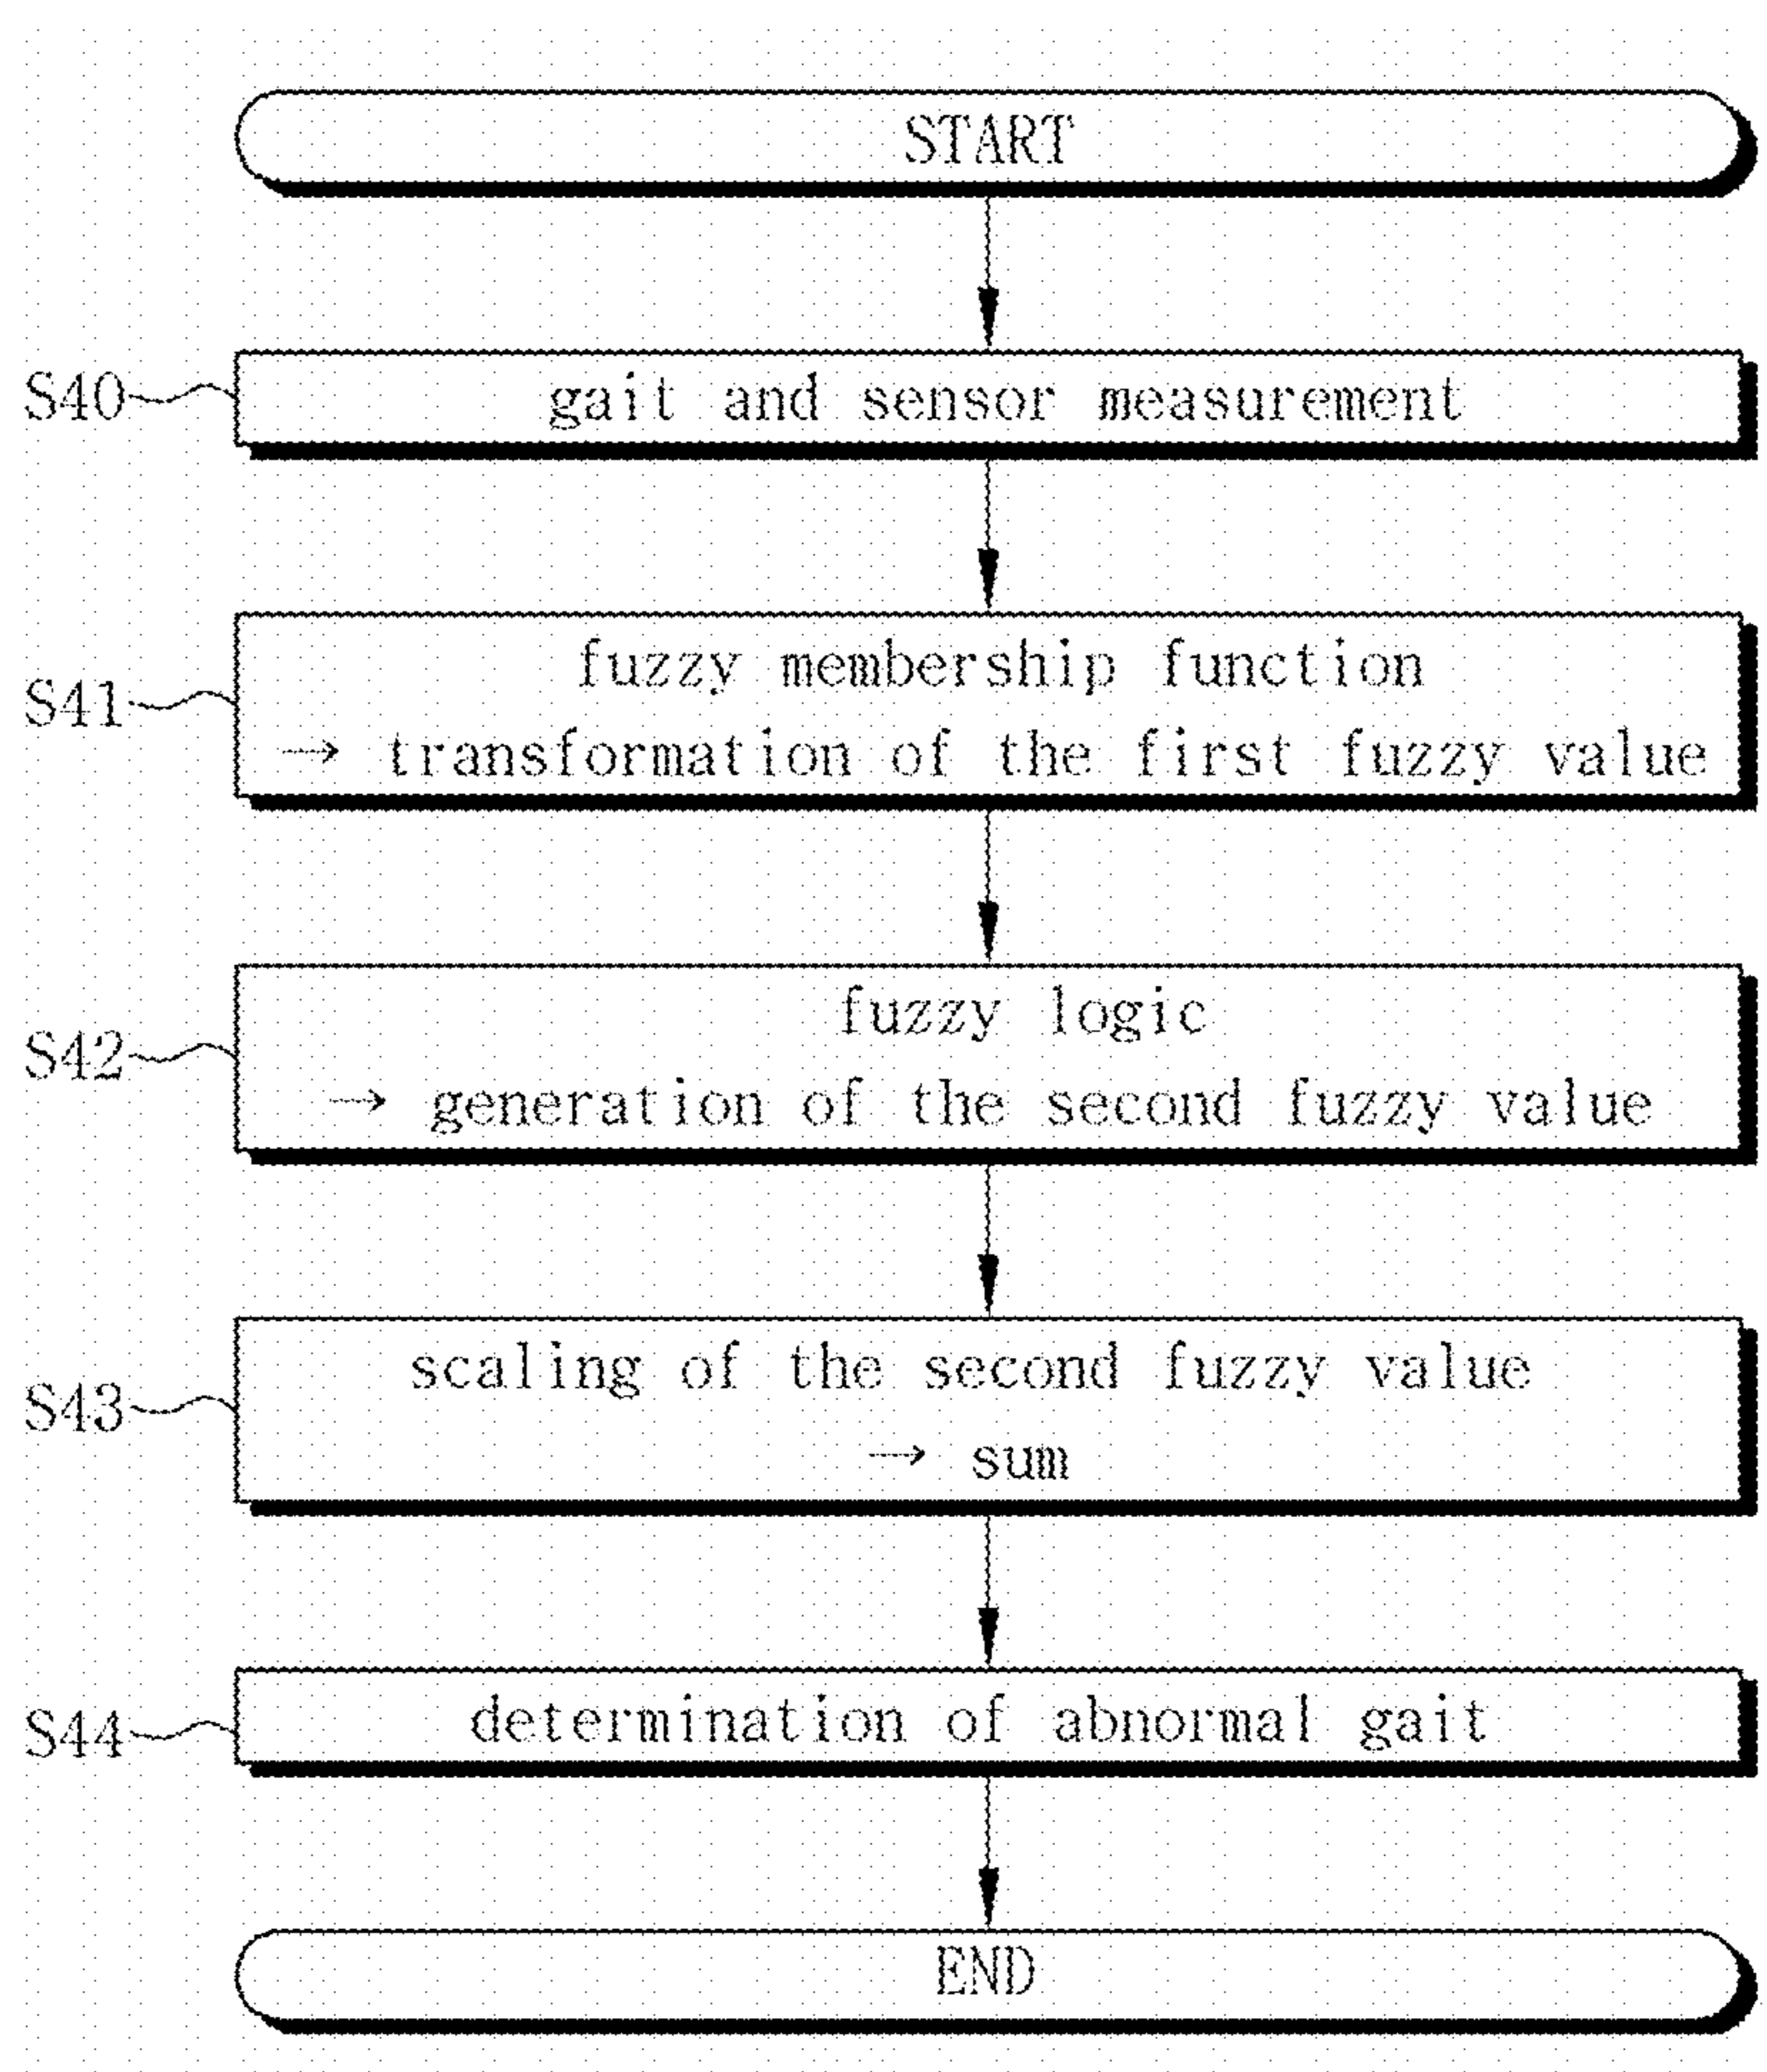 START
S40
gait and sensor measurement
S41
fuzzy membership function
→ transformation of the first fuzzy value
S42
fuzzy logic
→ generation of the second fuzzy value
S43
scaling of the second fuzzy value
→ sum
S44
determination of abnormal gait
END